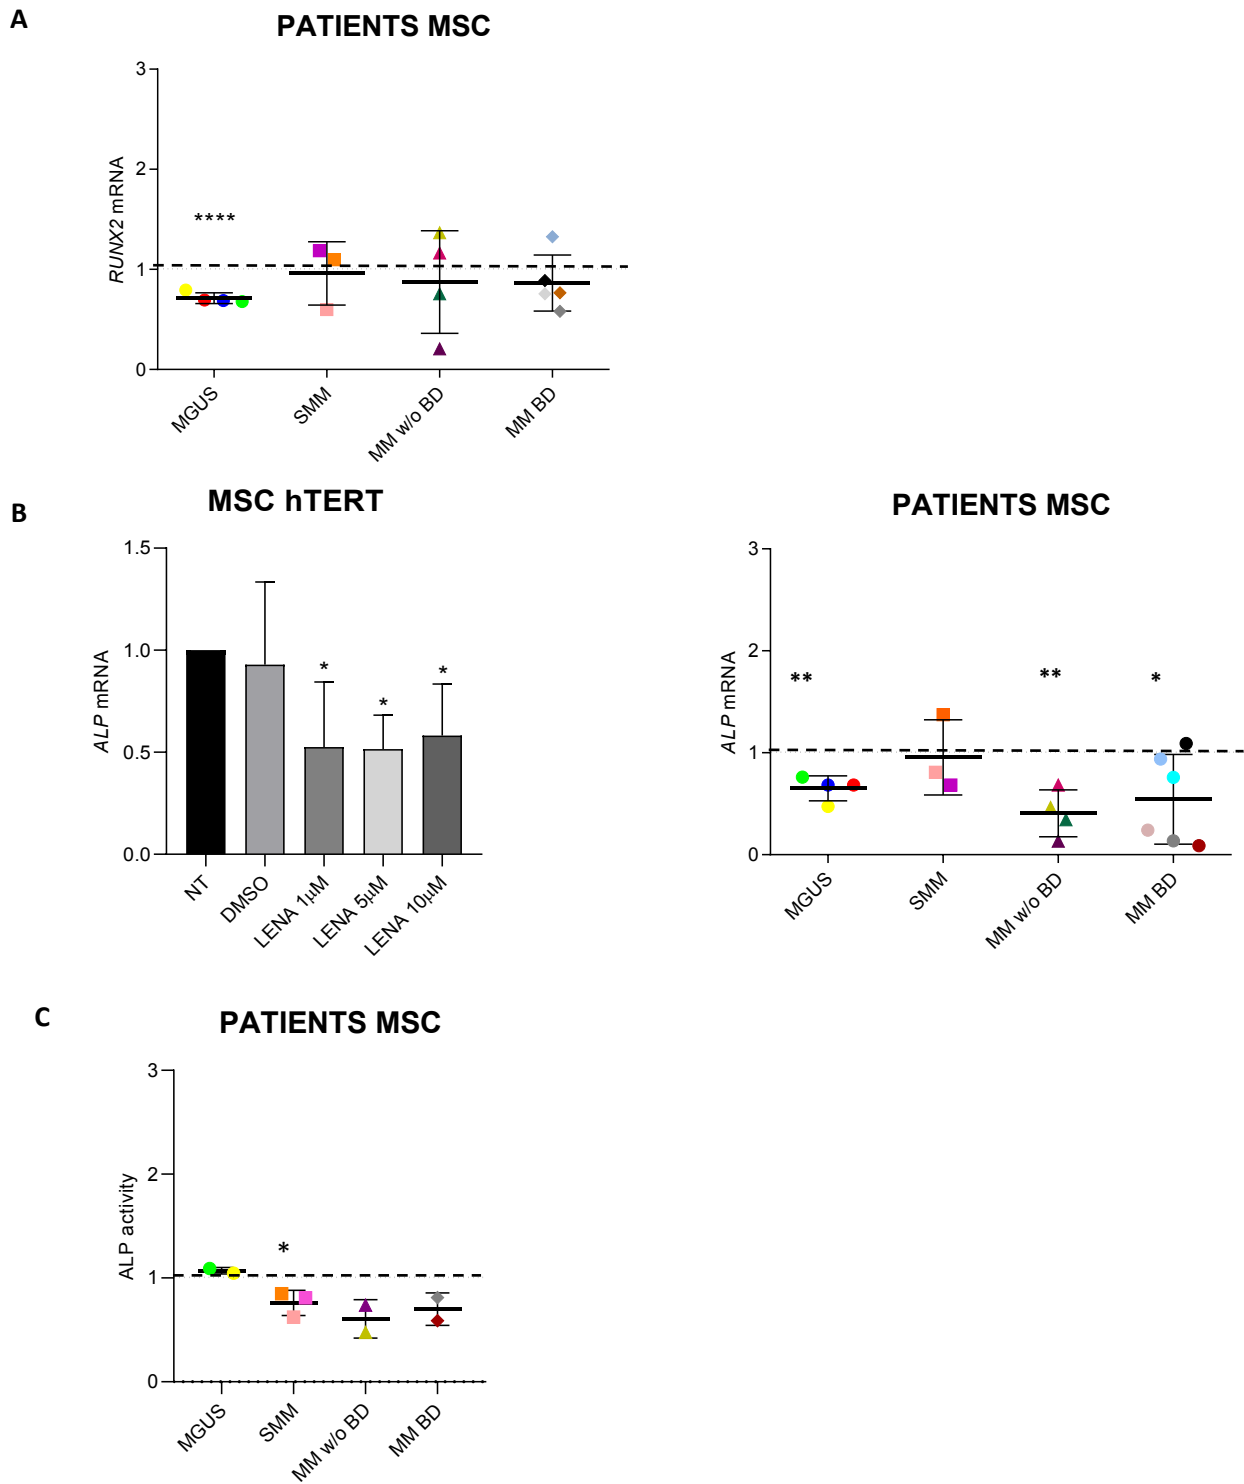 A
PATIENTS MSC
3
2
1
0
RUNX2 mRNA
****
MGUS
SMM
MM w/o BD
MM BD
B
MSC hTERT
1.5
1.0
0.5
0.0
ALP mRNA
*
*
*
NT
DMSO
LENA 1μM
LENA 5μM
LENA 10μM
PATIENTS MSC
3
2
1
0
ALP mRNA
**
**
*
MGUS
SMM
MM w/o BD
MM BD
C
PATIENTS MSC
3
2
1
0
ALP activity
*
MGUS
SMM
MM w/o BD
MM BD